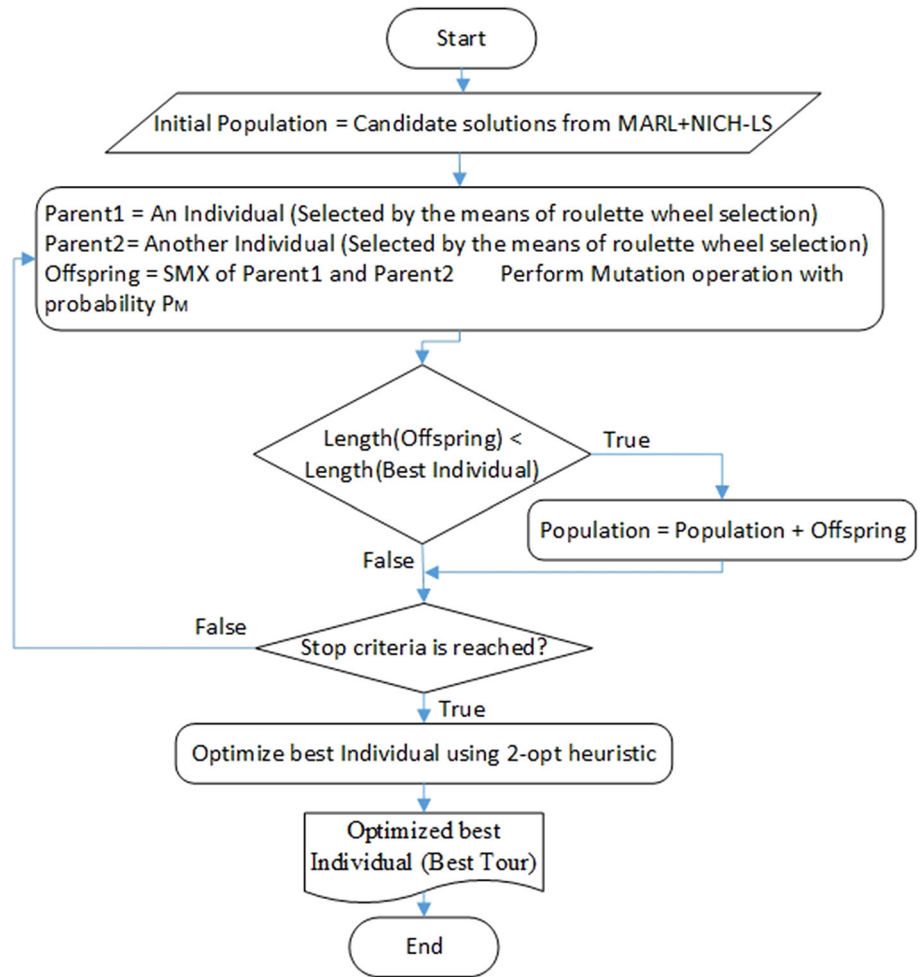 Start
Initial Population = Candidate solutions from MARL+NICH-LS
Parent1 = An Individual (Selected by the means of roulette wheel selection)
Parent2= Another Individual (Selected by the means of roulette wheel selection)
Offspring = SMX of Parent1 and Parent2 Perform Mutation operation with
probability PM
Length(Offspring) <
Length(Best Individual)
True
Population = Population + Offspring
False
Stop criteria is reached?
False
True
Optimize best Individual using 2-opt heuristic
Optimized best
Individual (Best Tour)
End